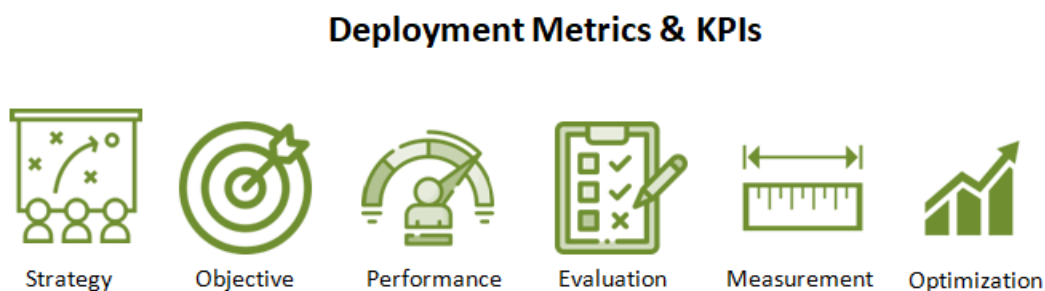 Deployment Metrics & KPIs
Strategy
Objective
Performance
Evaluation
Measurement
Optimization